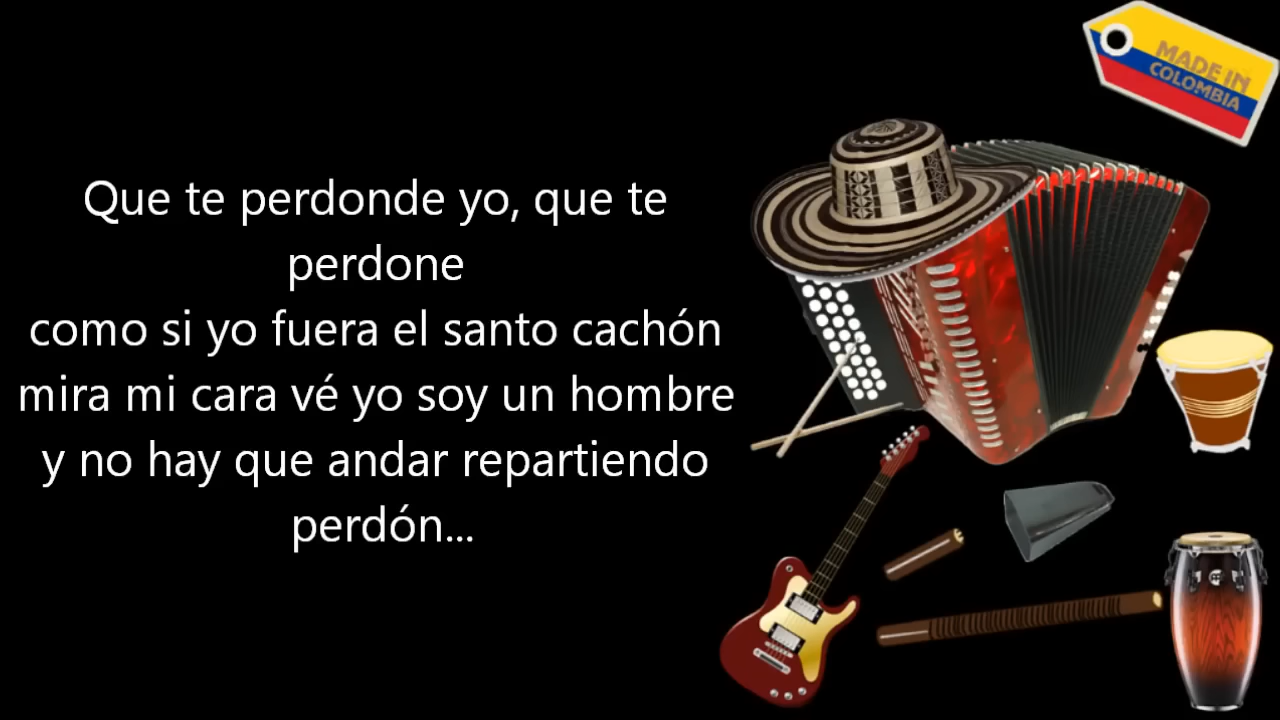 Que te perdonde yo, que te
perdone
como si yo fuera el santo cachón
mira mi cara vé yo soy un hombre
y no hay que andar repartiendo
perdón...
MADE IN
COLOMBIA